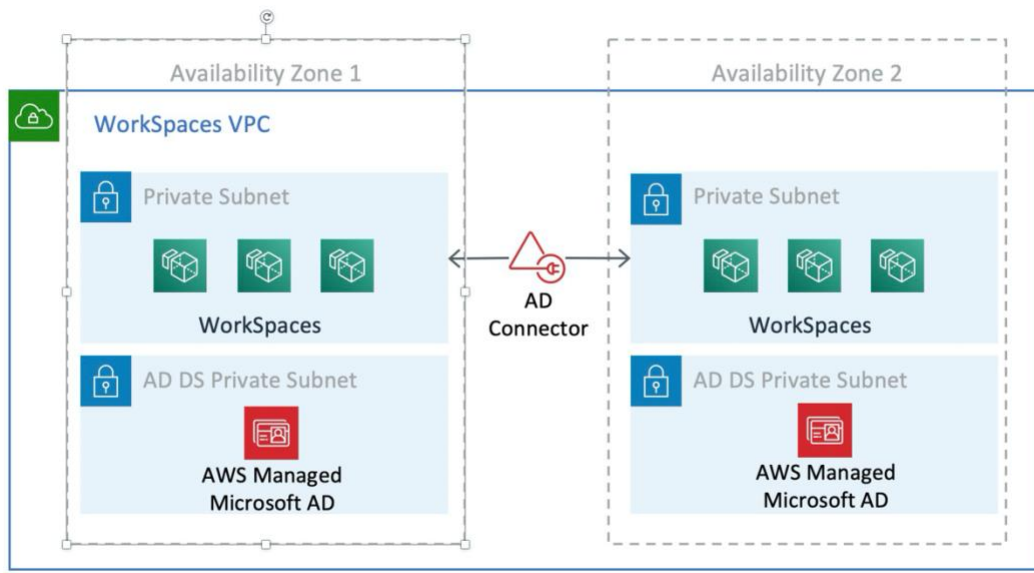 Availability Zone 1
Availability Zone 2
WorkSpaces VPC
Private Subnet
Private Subnet
WorkSpaces
AD
Connector
WorkSpaces
AD DS Private Subnet
AD DS Private Subnet
AWS Managed
Microsoft AD
AWS Managed
Microsoft AD